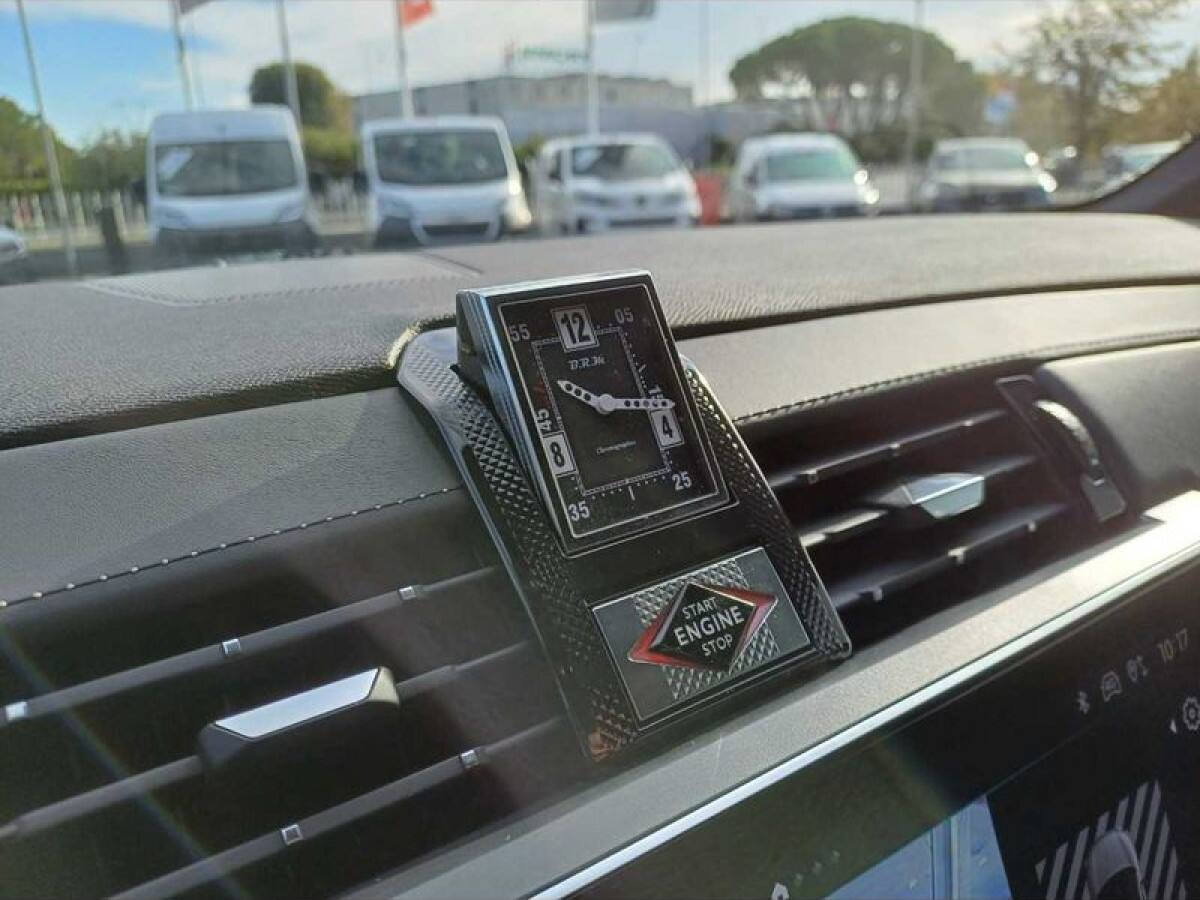 12
05
55
B.R.M.
45
8
4
Chronographes
25
35
START
ENGINE
STOP
10:17